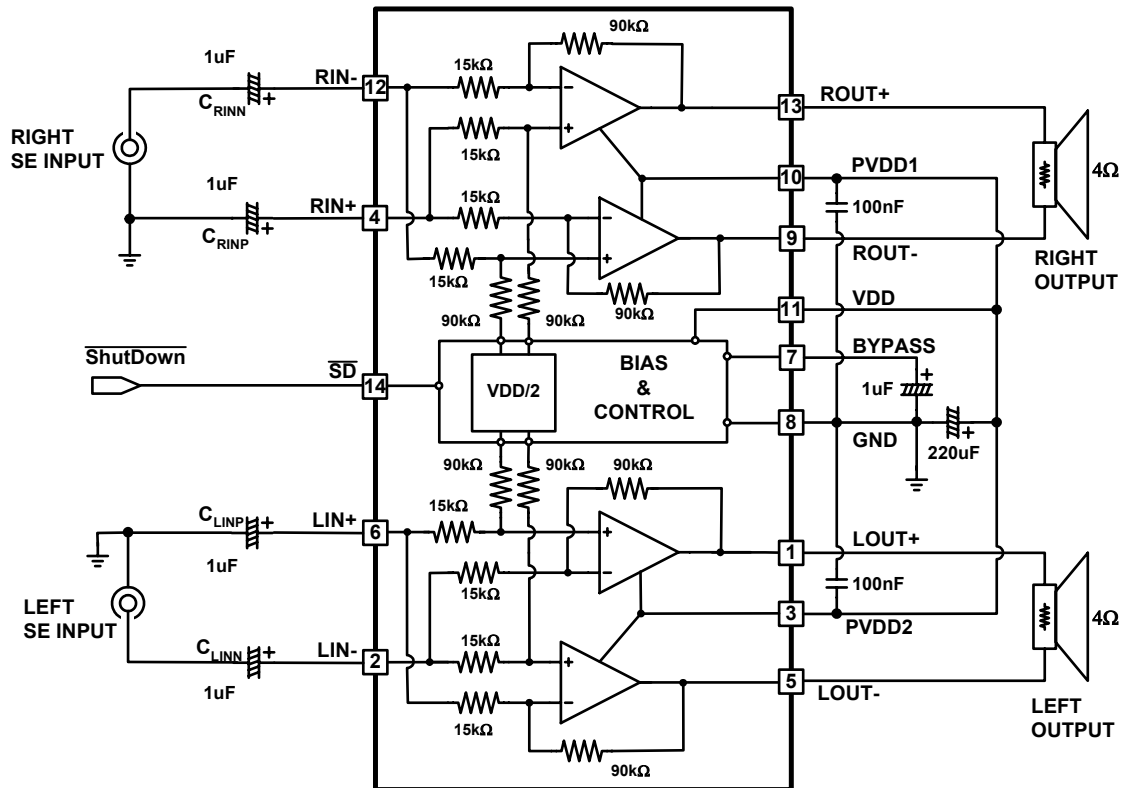 90kΩ
1uF
RIN-
12
15kΩ
C_RINN
+
−
+
13
ROUT+
RIGHT
SE INPUT
15kΩ
PVDD1
10
4Ω
1uF
RIN+
4
15kΩ
−
100nF
C_RINP
+
+
9
ROUT-
RIGHT
OUTPUT
15kΩ
90kΩ
VDD
11
90kΩ
90kΩ
ShutDown
SD
14
VDD/2
BIAS
&
CONTROL
BYPASS
7
1uF
+
8
GND
+
220uF
90kΩ
90kΩ
90kΩ
C_LINP
+
LIN+
6
15kΩ
+
−
1uF
1
LOUT+
15kΩ
100nF
LEFT
SE INPUT
3
PVDD2
4Ω
C_LINN
+
LIN-
2
15kΩ
+
−
1uF
5
LOUT-
15kΩ
LEFT
OUTPUT
90kΩ